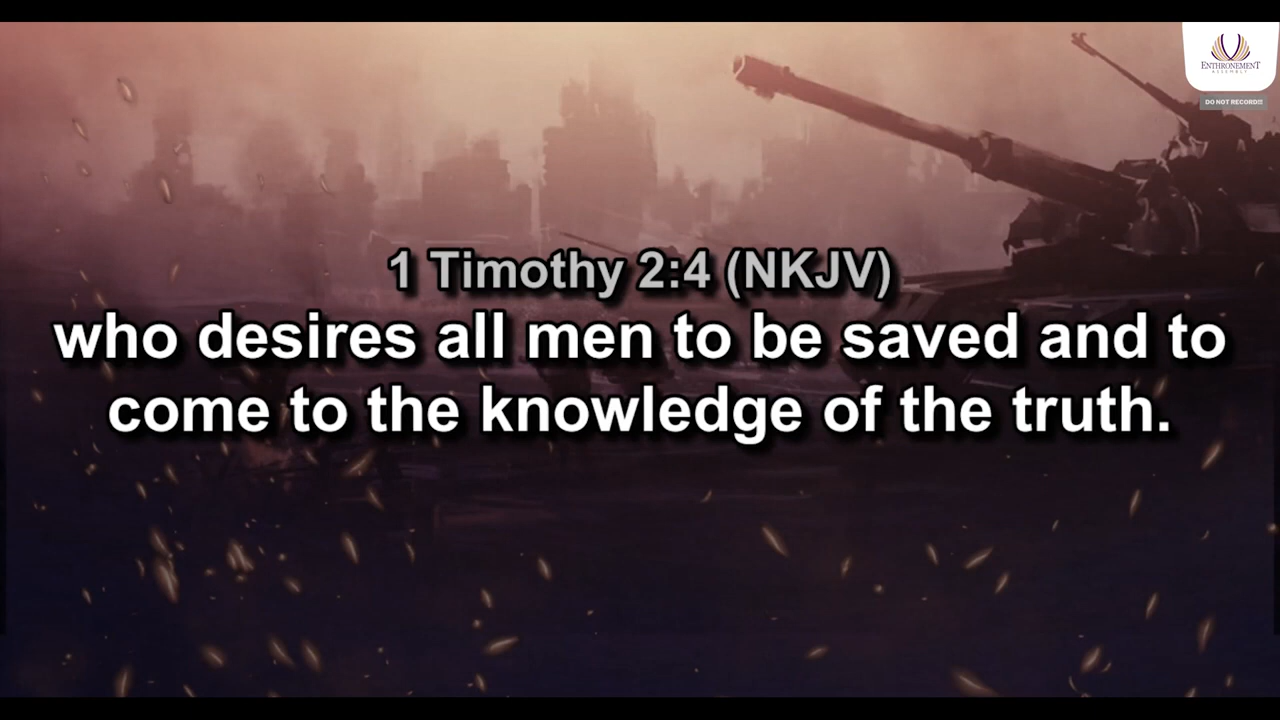 ENTHRONEMENT
ASSEMBLY
DO NOT RECORD!!!
1 Timothy 2:4 (NKJV)
who desires all men to be saved and to
come to the knowledge of the truth.